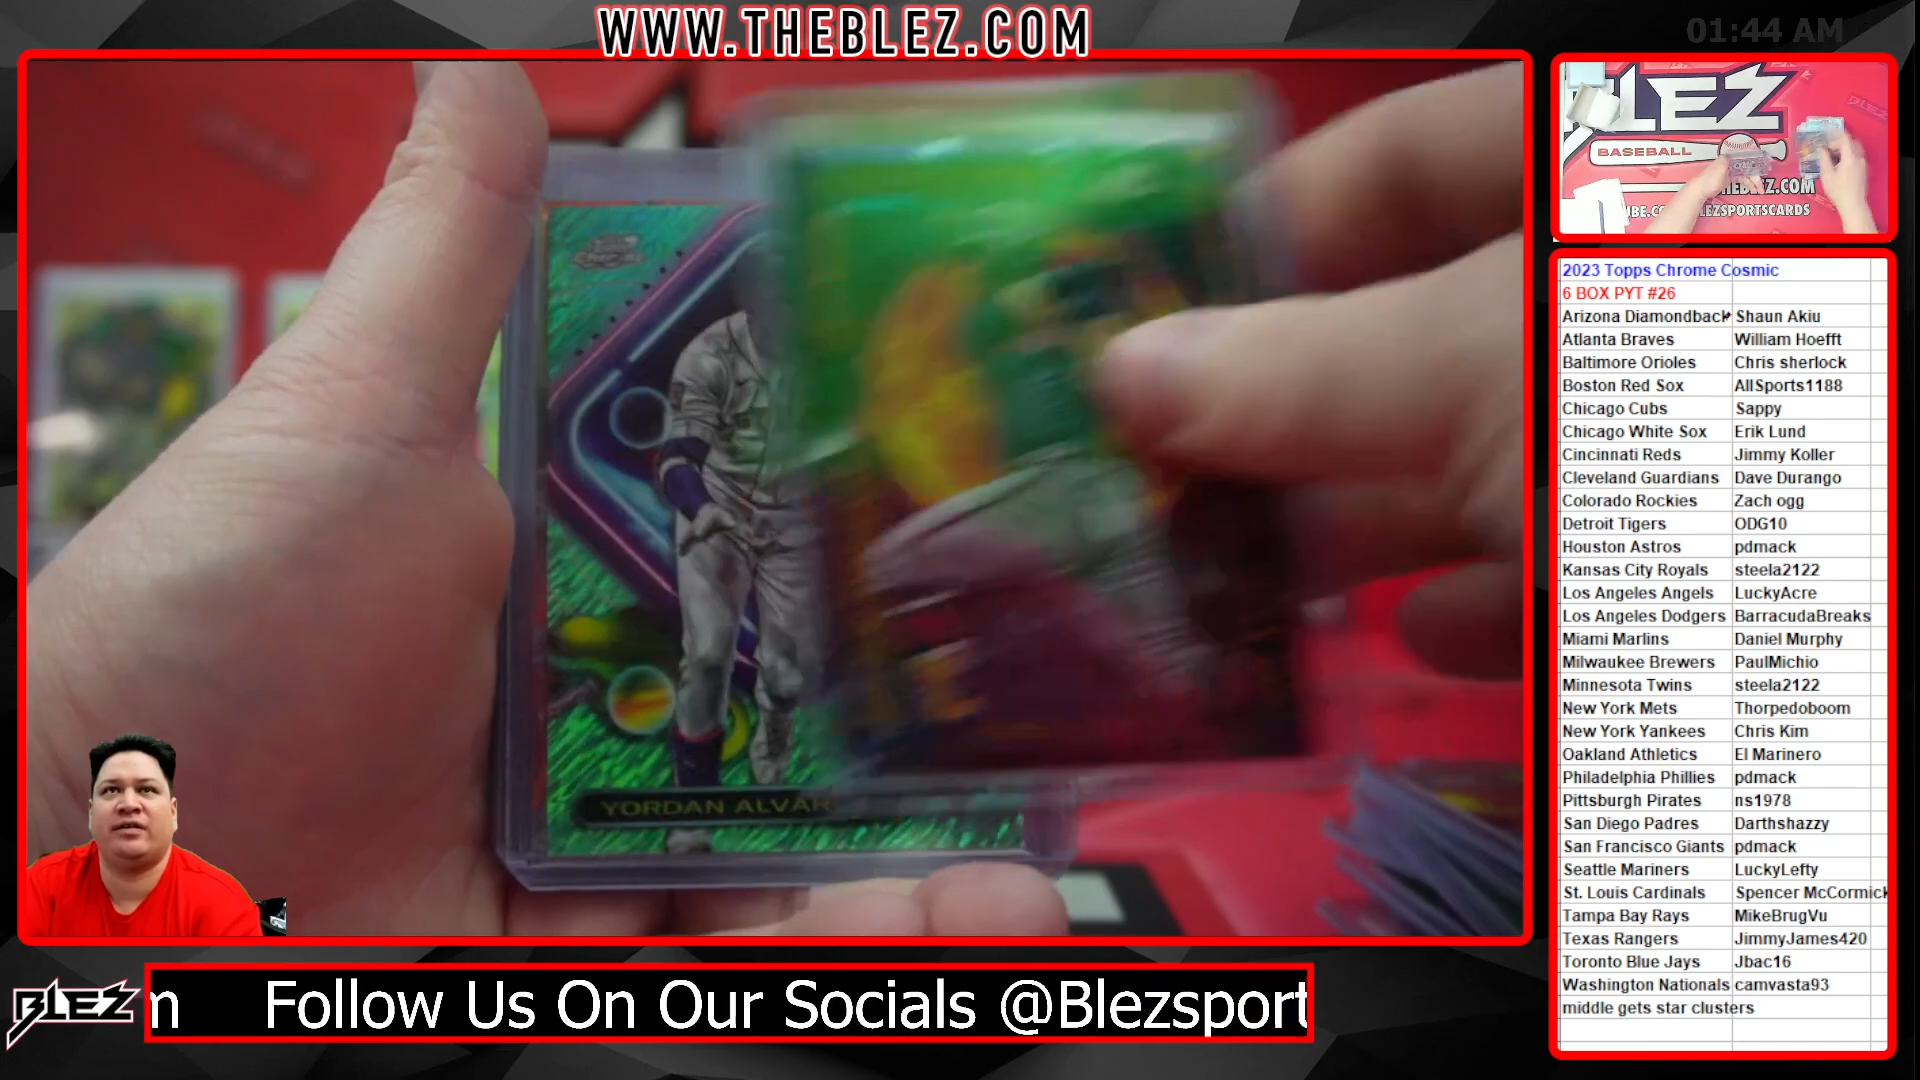 WWW.THEBLEZ.COM
01:44 AM
BLEZ
BASEBALL
YORDAN ALVAR
2023 Topps Chrome Cosmic
6 BOX PYT #26
Arizona Diamondback Shaun Akiu
Atlanta Braves William Hoefft
Baltimore Orioles Chris sherlock
Boston Red Sox AllSports1188
Chicago Cubs Sappy
Chicago White Sox Erik Lund
Cincinnati Reds Jimmy Koller
Cleveland Guardians Dave Durango
Colorado Rockies Zach ogg
Detroit Tigers ODG10
Houston Astros pdmack
Kansas City Royals steela2122
Los Angeles Angels LuckyAcre
Los Angeles Dodgers BarracudaBreaks
Miami Marlins Daniel Murphy
Milwaukee Brewers PaulMichio
Minnesota Twins steela2122
New York Mets Thorpedoboom
New York Yankees Chris Kim
Oakland Athletics El Marinero
Philadelphia Phillies pdmack
Pittsburgh Pirates ns1978
San Diego Padres Darthshazzy
San Francisco Giants pdmack
Seattle Mariners LuckyLefty
St. Louis Cardinals Spencer McCormick
Tampa Bay Rays MikeBrugVu
Texas Rangers JimmyJames420
Toronto Blue Jays Jbac16
Washington Nationals camvasta93
middle gets star clusters
BLEZ
m Follow Us On Our Socials @Blezsport